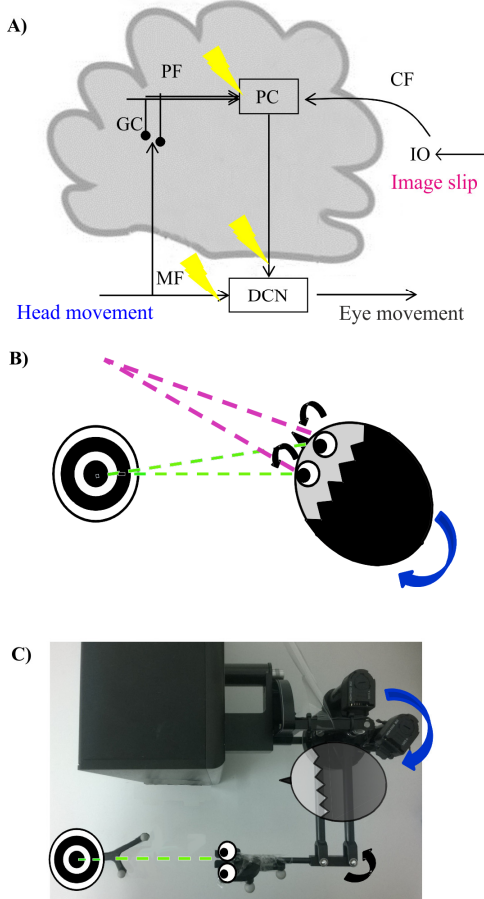 A)
PF
PC
CF
GC
IO
Image slip
MF
DCN
Head movement
Eye movement
B)
C)